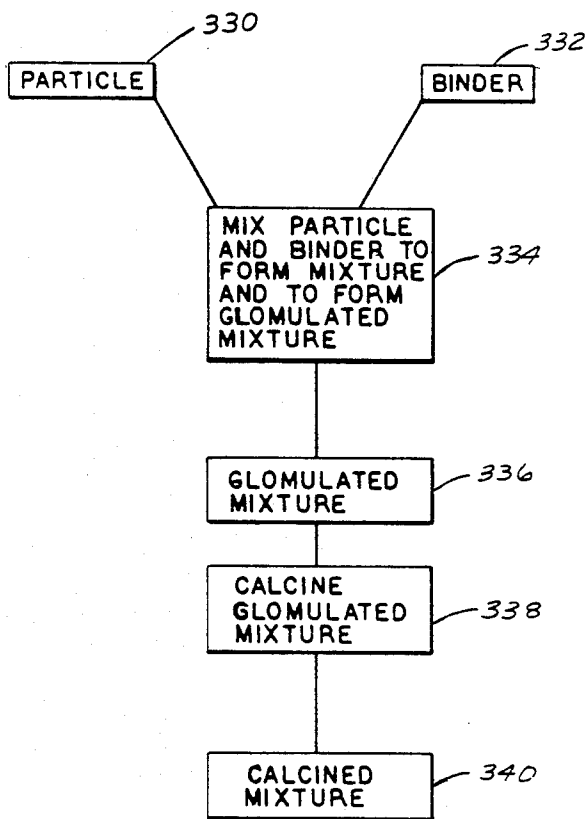 330
332
PARTICLE
BINDER
MIX PARTICLE
AND BINDER TO
FORM MIXTURE
AND TO FORM
GLOMULATED
MIXTURE
334
GLOMULATED
MIXTURE
336
CALCINE
GLOMULATED
MIXTURE
338
CALCINED
MIXTURE
340